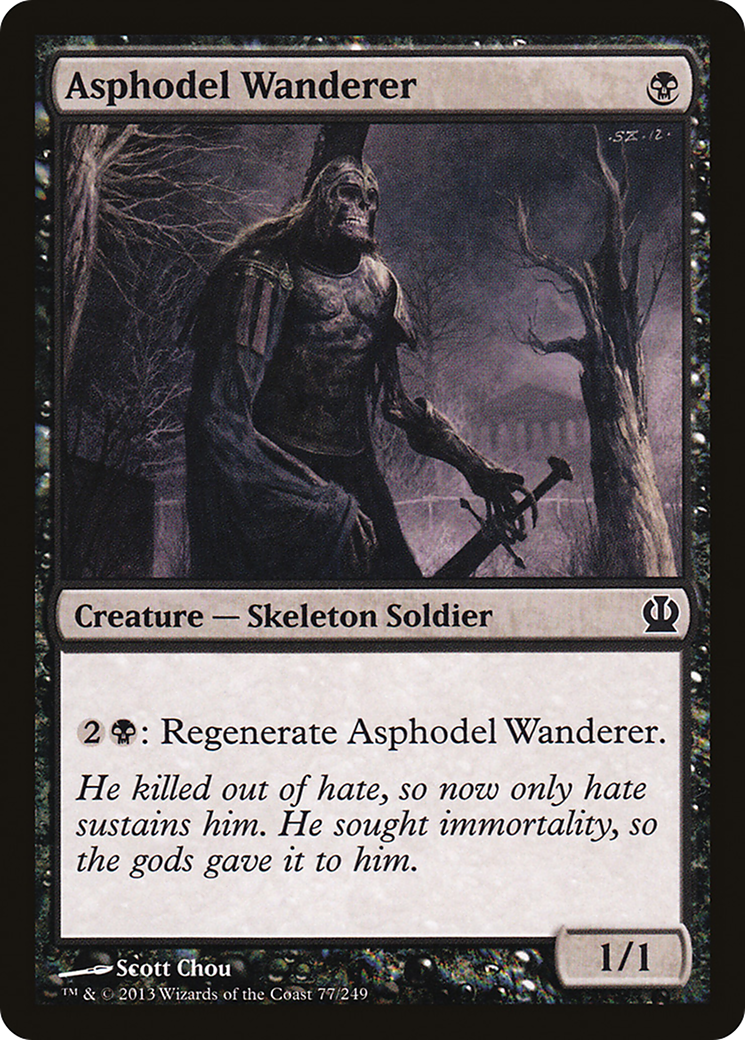 Asphodel Wanderer
·SZ·12·
Creature — Skeleton Soldier
2: Regenerate Asphodel Wanderer.
He killed out of hate, so now only hate
sustains him. He sought immortality, so
the gods gave it to him.
1/1
Scott Chou
™ & © 2013 Wizards of the Coast 77/249